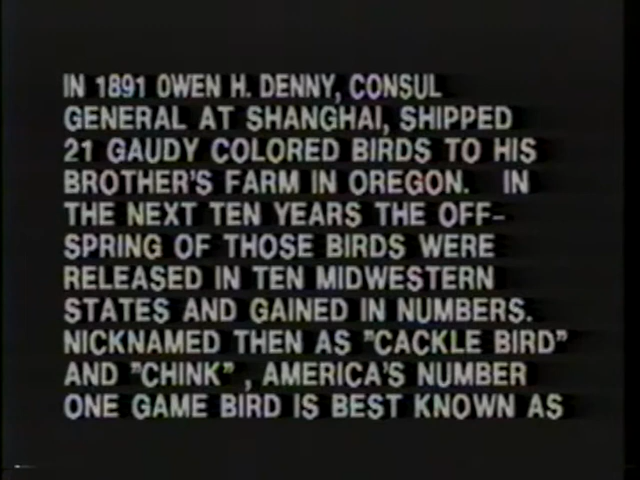 IN 1891 OWEN H. DENNY, CONSUL
GENERAL AT SHANGHAI, SHIPPED
21 GAUDY COLORED BIRDS TO HIS
BROTHER'S FARM IN OREGON. IN
THE NEXT TEN YEARS THE OFF-
SPRING OF THOSE BIRDS WERE
RELEASED IN TEN MIDWESTERN
STATES AND GAINED IN NUMBERS.
NICKNAMED THEN AS "CACKLE BIRD"
AND "CHINK" , AMERICA'S NUMBER
ONE GAME BIRD IS BEST KNOWN AS